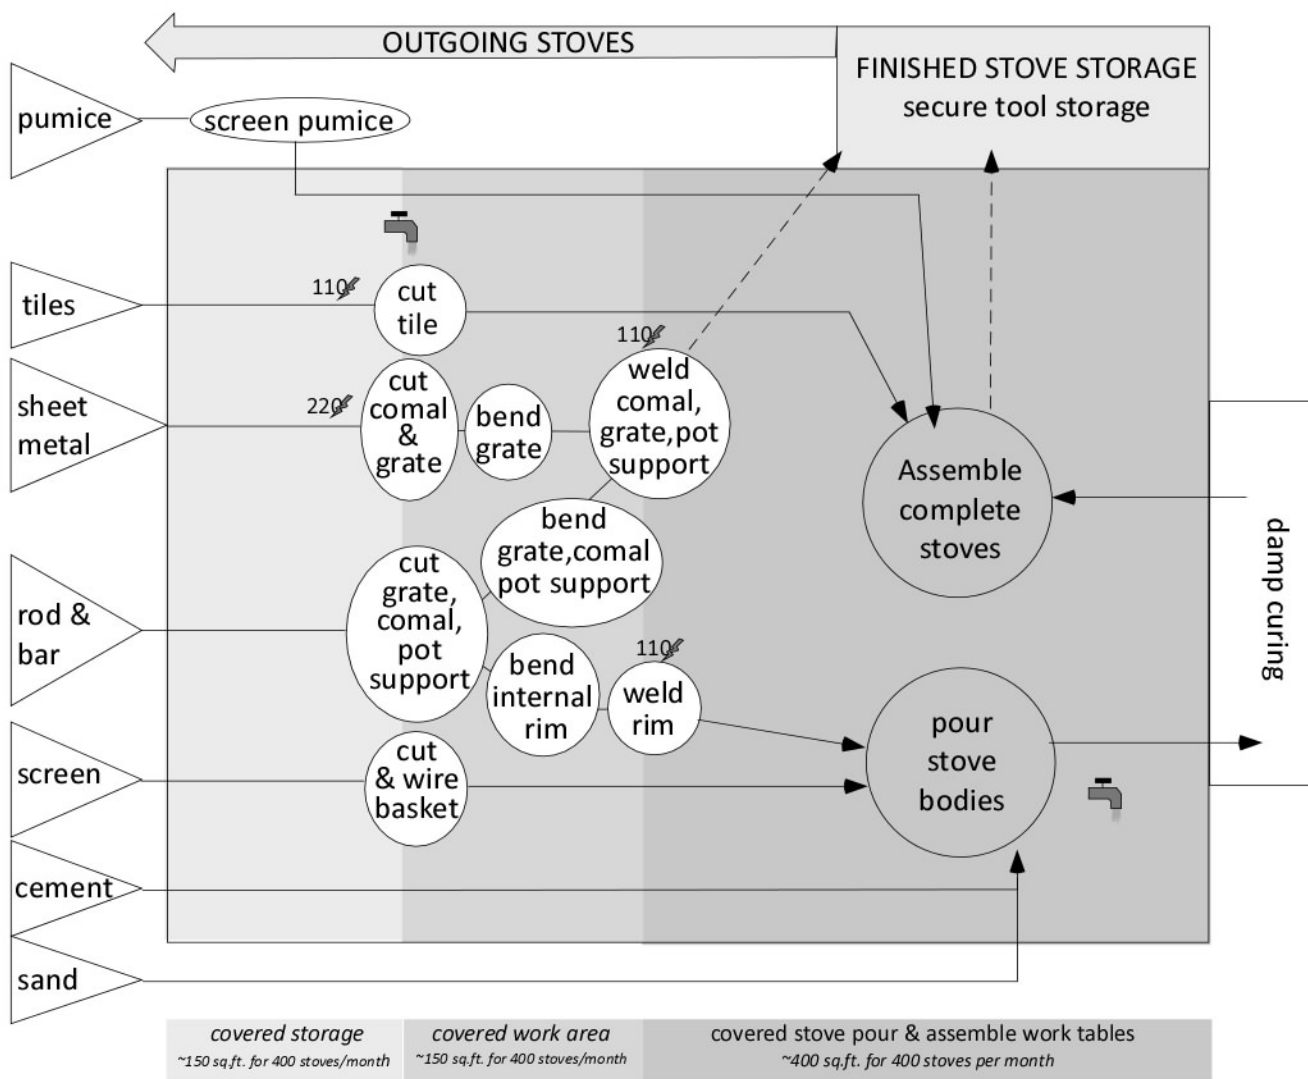 OUTGOING STOVES
FINISHED STOVE STORAGE
secure tool storage
pumice
screen pumice
tiles
110
cut
tile
sheet
metal
220
cut
comal
&
grate
bend
grate
110
weld
comal,
grate,pot
support
Assemble
complete
stoves
bend
grate,comal
pot support
rod &
bar
cut
grate,
comal,
pot
support
bend
internal
rim
110
weld
rim
damp curing
pour
stove
bodies
screen
cut
& wire
basket
cement
sand
covered storage
~150 sq.ft. for 400 stoves/month
covered work area
~150 sq.ft. for 400 stoves/month
covered stove pour & assemble work tables
~400 sq.ft. for 400 stoves per month